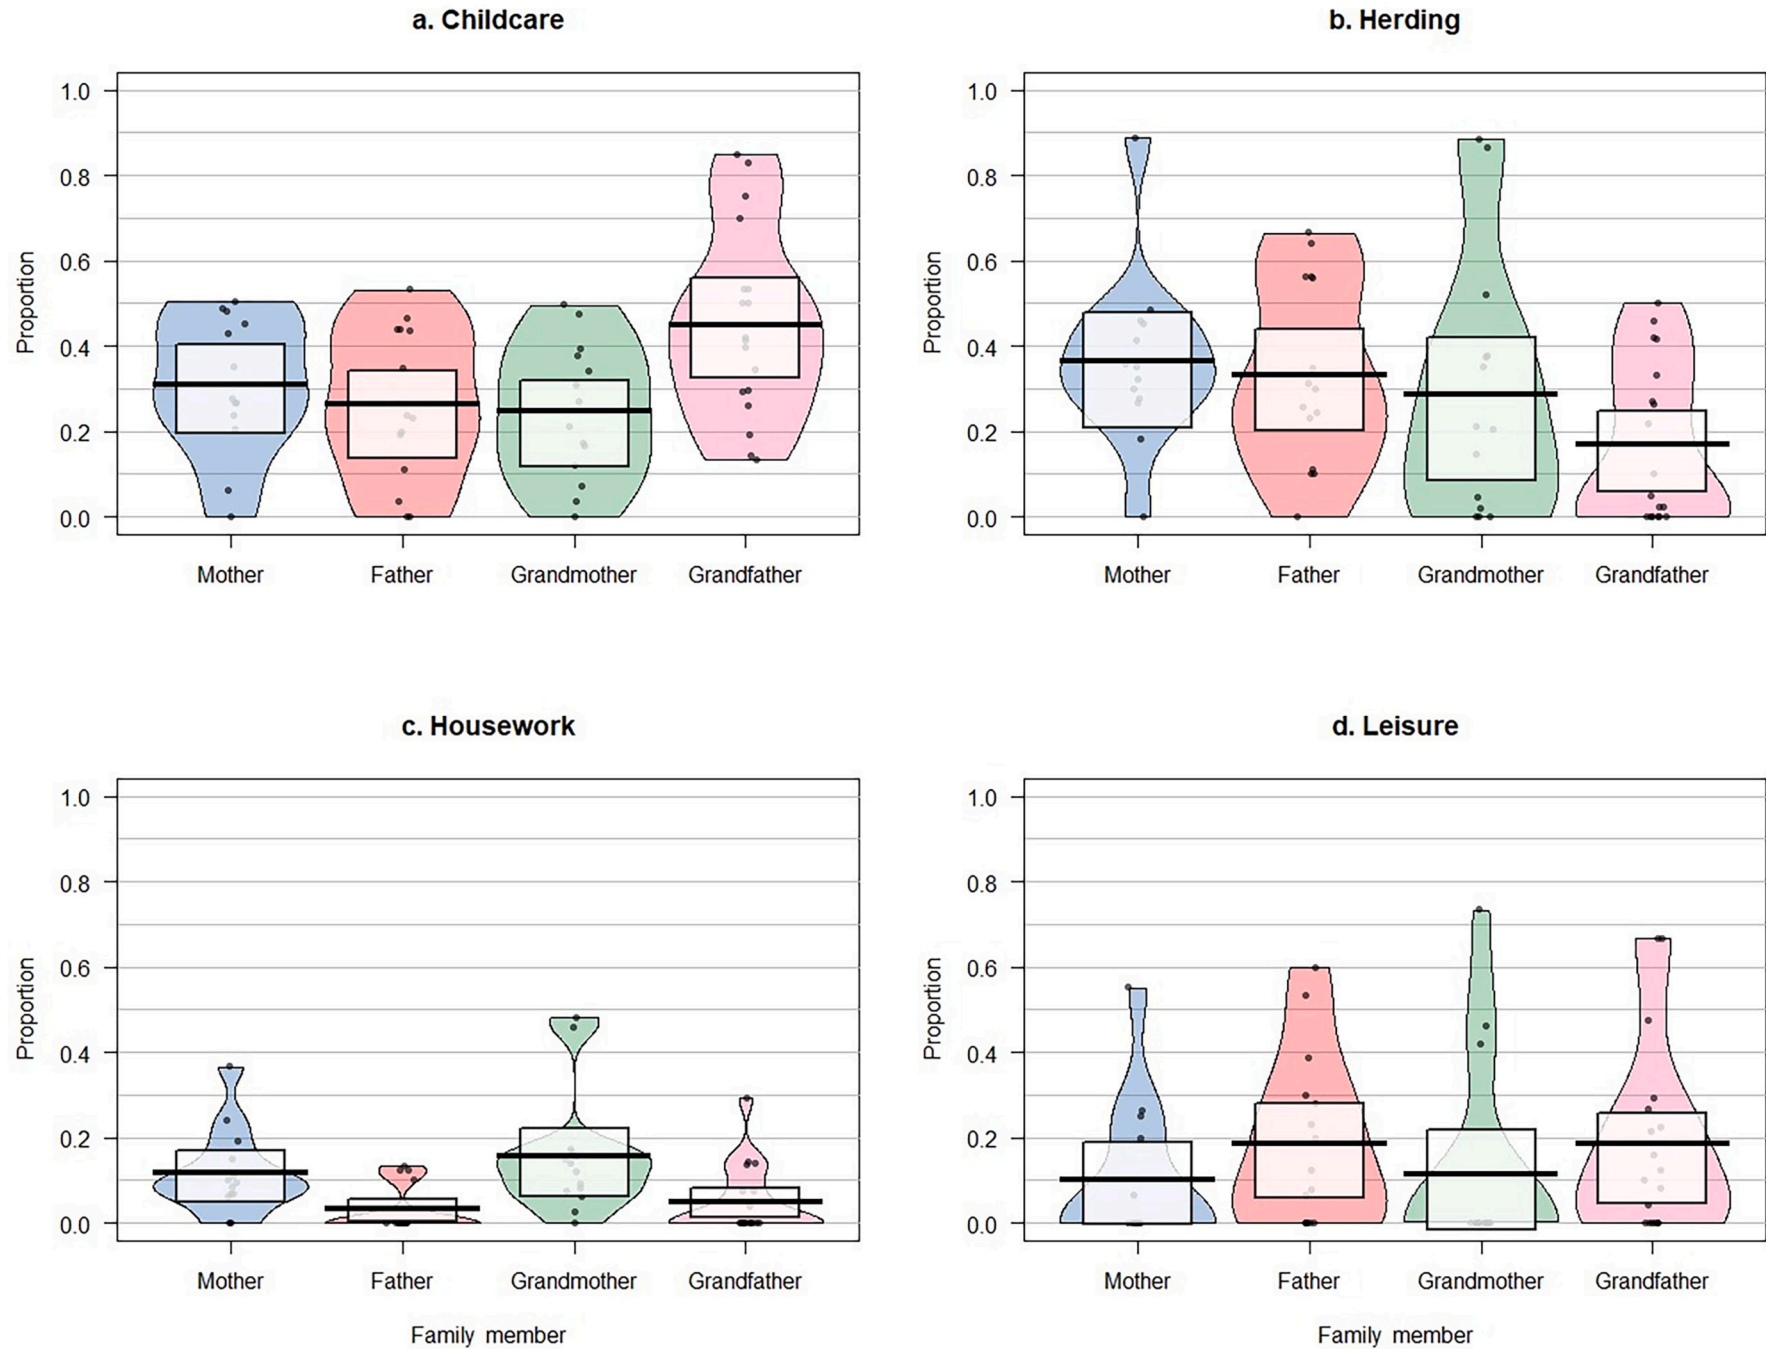 a. Childcare
1.0
0.8
0.6
0.4
0.2
0.0
Proportion
Mother Father Grandmother Grandfather
b. Herding
1.0
0.8
0.6
0.4
0.2
0.0
Proportion
Mother Father Grandmother Grandfather
c. Housework
1.0
0.8
0.6
0.4
0.2
0.0
Proportion
Mother Father Grandmother Grandfather
Family member
d. Leisure
1.0
0.8
0.6
0.4
0.2
0.0
Proportion
Mother Father Grandmother Grandfather
Family member